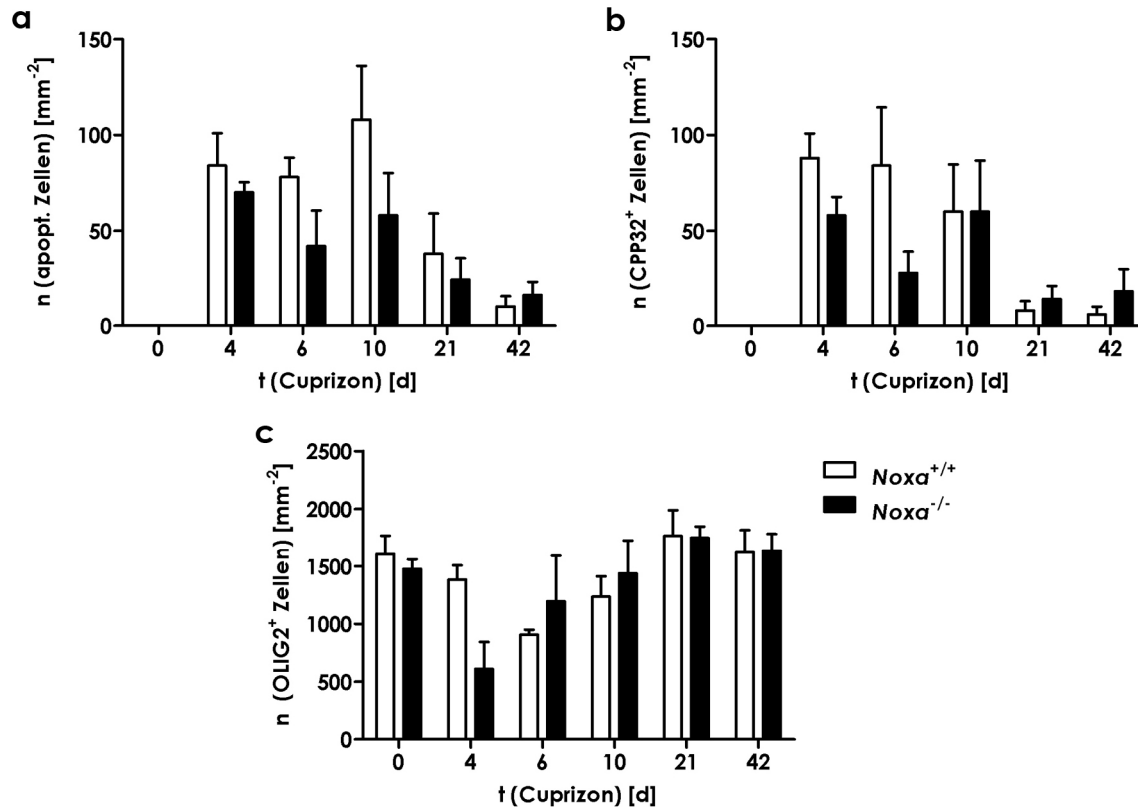 a
n (apopt. Zellen) [mm⁻²]
150
100
50
0
0 4 6 10 21 42
t (Cuprizon) [d]
b
n (CPP32⁺ Zellen) [mm⁻²]
150
100
50
0
0 4 6 10 21 42
t (Cuprizon) [d]
c
n (OLIG2⁺ Zellen) [mm⁻²]
2500
2000
1500
1000
500
0
0 4 6 10 21 42
t (Cuprizon) [d]
Noxa⁺/⁺
Noxa⁻/⁻